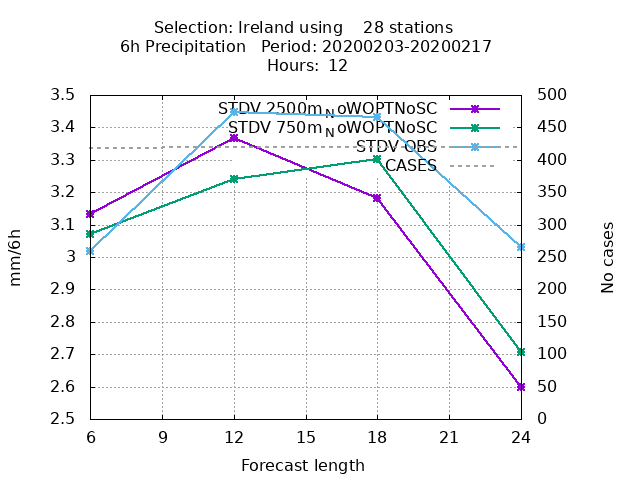 Selection: Ireland using    28 stations
6h Precipitation   Period: 20200203-20200217
Hours:  12
3.5
3.4
3.3
3.2
3.1
3
2.9
2.8
2.7
2.6
2.5
mm/6h
STDV 2500m_NoWOPTNoSC
STDV 750m_NoWOPTNoSC
STDV OBS
CASES
500
450
400
350
300
250
200
150
100
50
0
No cases
6 9 12 15 18 21 24
Forecast length